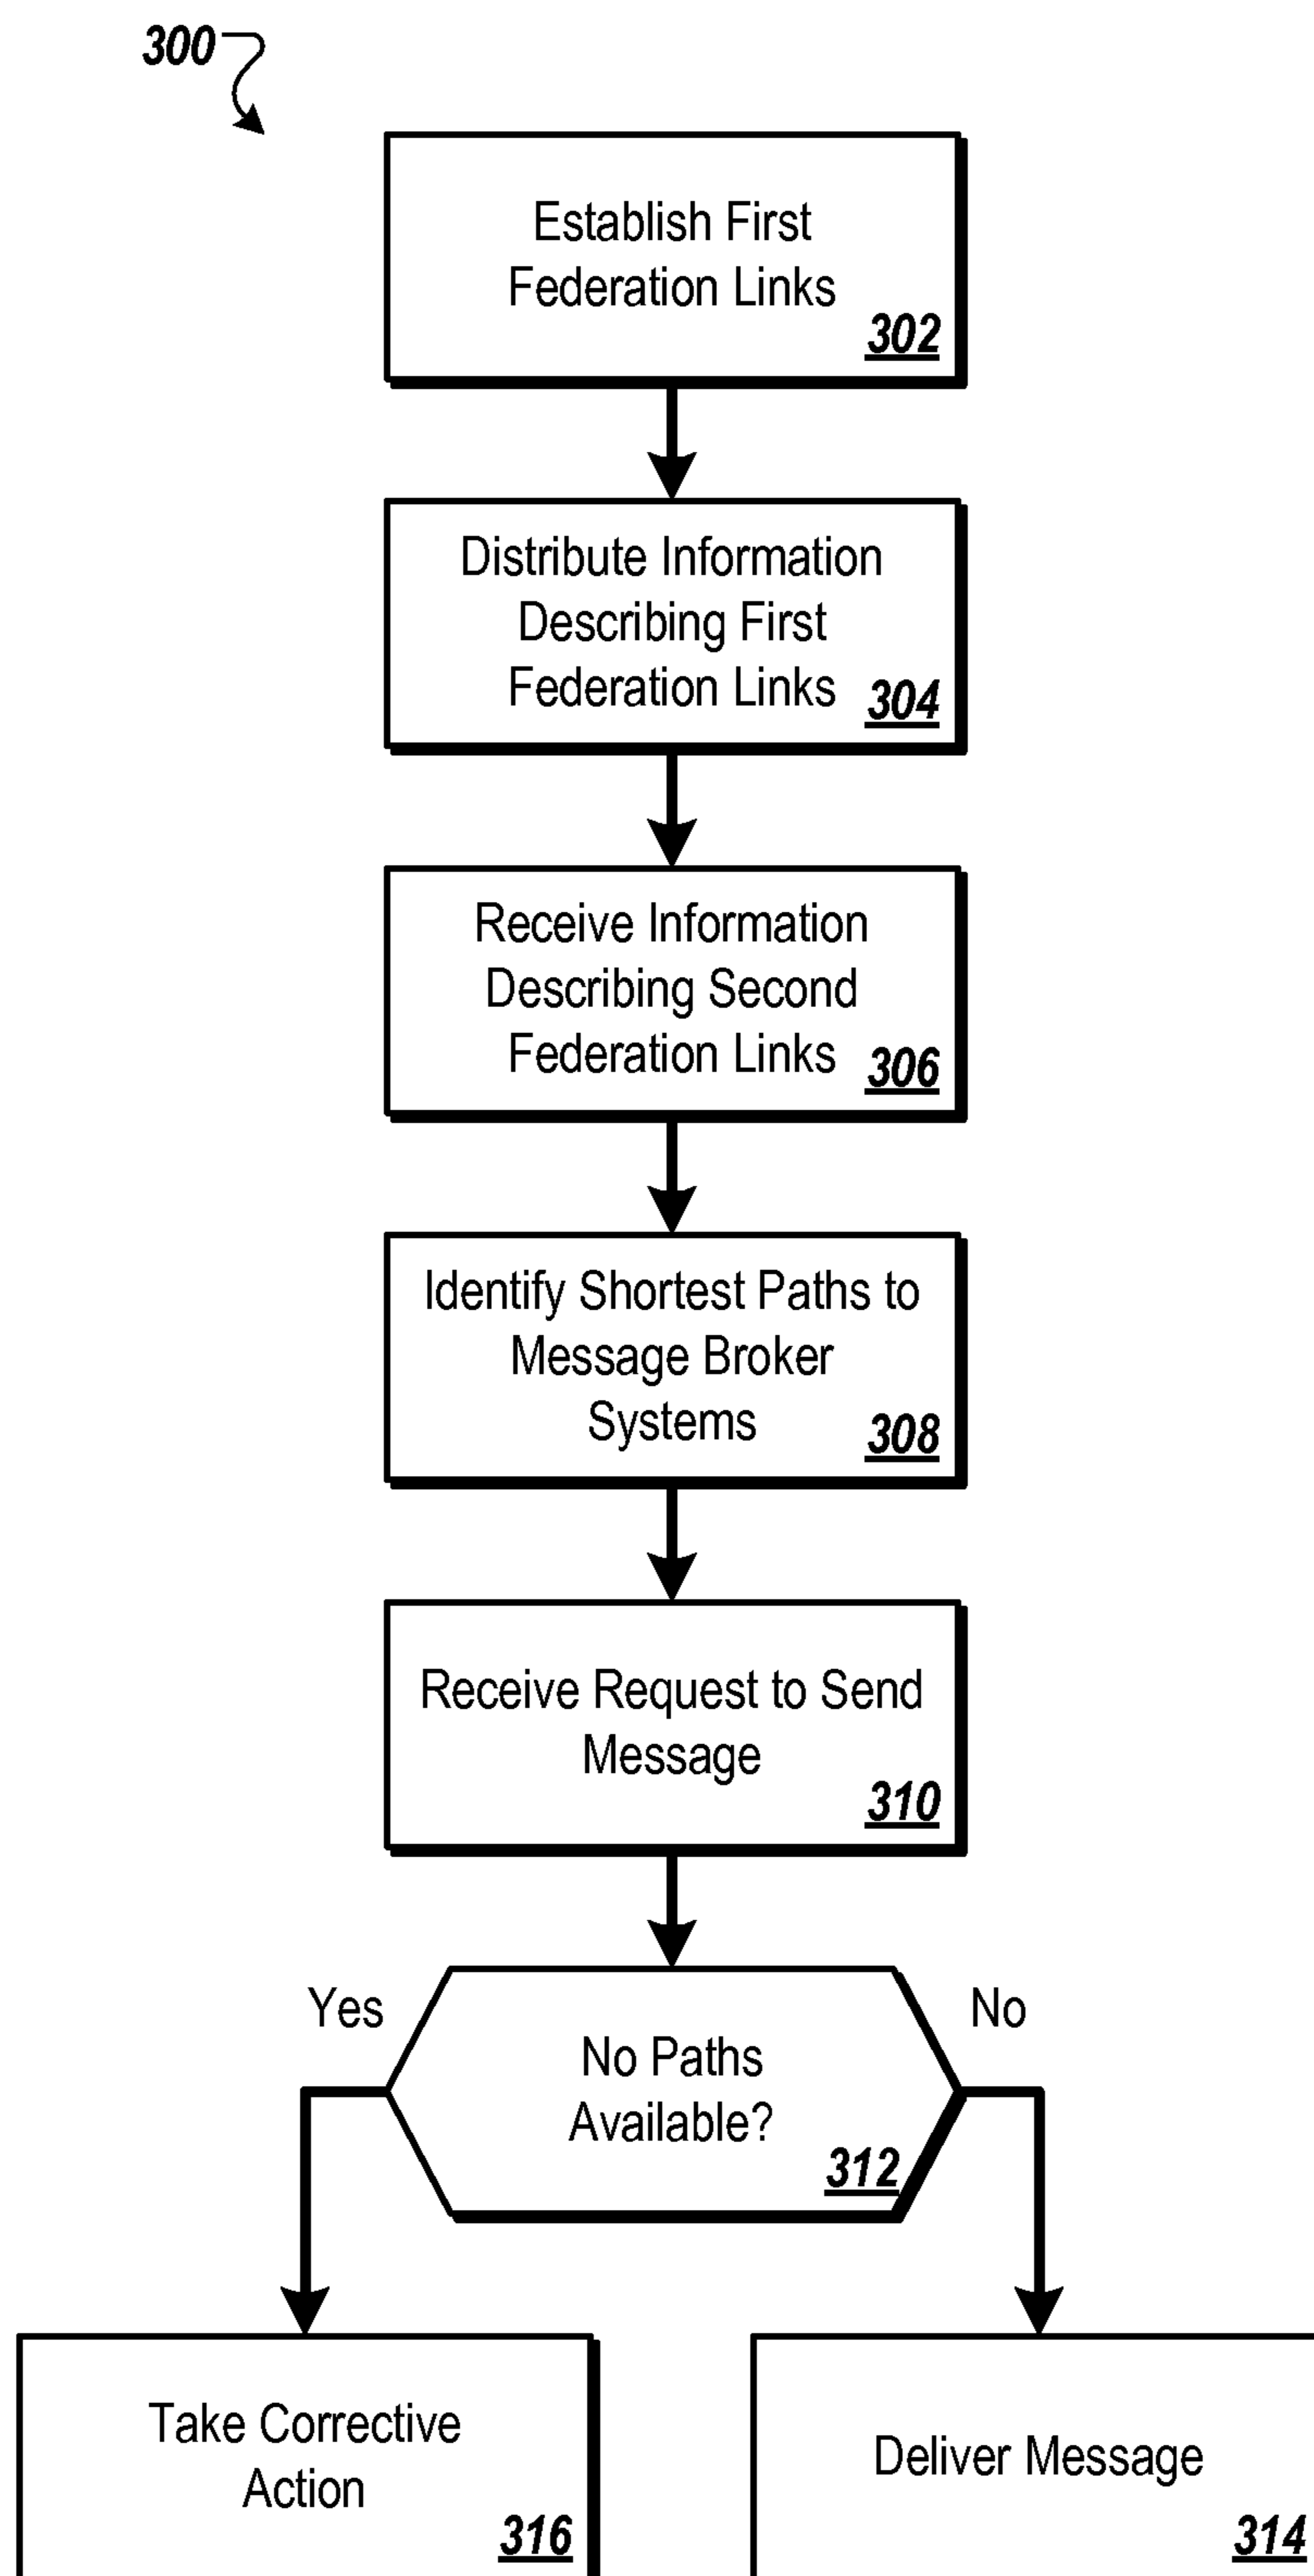 300
Establish First
Federation Links
302
Distribute Information
Describing First
Federation Links
304
Receive Information
Describing Second
Federation Links
306
Identify Shortest Paths to
Message Broker
Systems
308
Receive Request to Send
Message
310
Yes
No
No Paths
Available?
312
Take Corrective
Action
316
Deliver Message
314